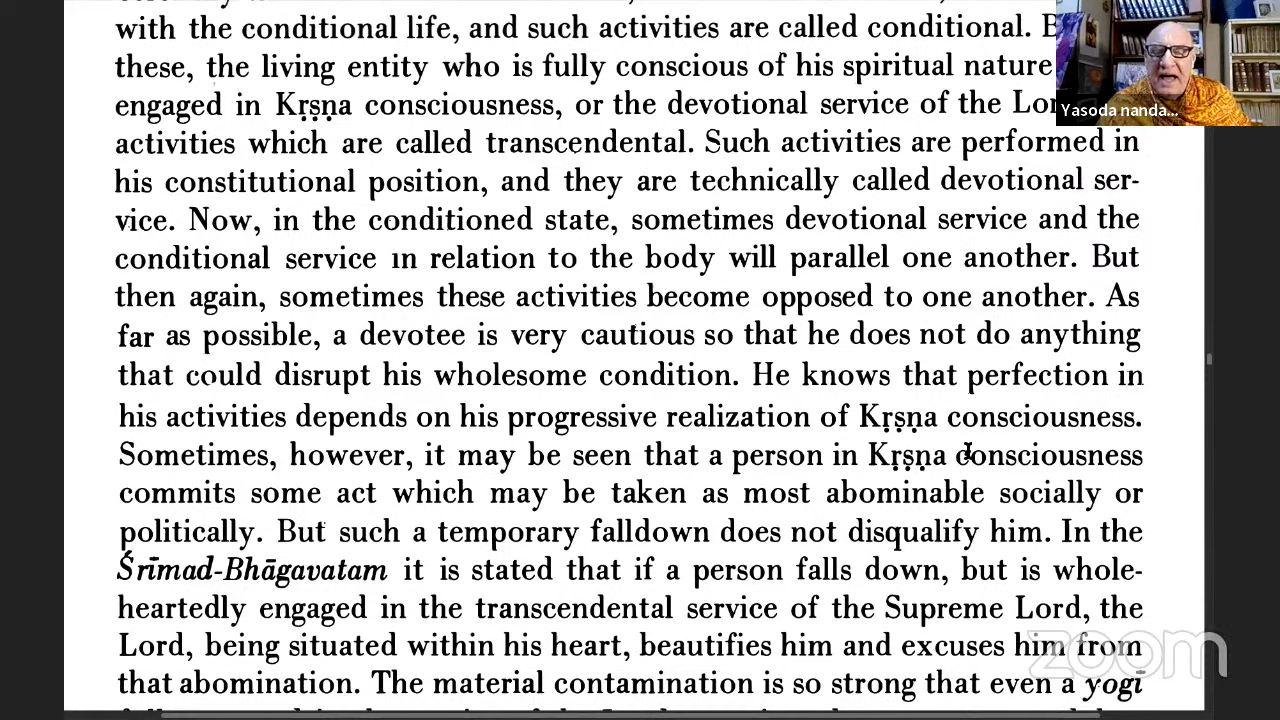 with the conditional life, and such activities are called conditional.
these, the living entity who is fully conscious of his spiritual nature
engaged in Kṛṣṇa consciousness, or the devotional service of the
activities which are called transcendental. Such activities are performed in
his constitutional position, and they are technically called devotional ser-
vice. Now, in the conditioned state, sometimes devotional service and the
conditional service in relation to the body will parallel one another. But
then again, sometimes these activities become opposed to one another. As
far as possible, a devotee is very cautious so that he does not do anything
that could disrupt his wholesome condition. He knows that perfection in
his activities depends on his progressive realization of Kṛṣṇa consciousness.
Sometimes, however, it may be seen that a person in Kṛṣṇa consciousness
commits some act which may be taken as most abominable socially or
politically. But such a temporary falldown does not disqualify him. In the
Śrīmad-Bhāgavatam it is stated that if a person falls down, but is whole-
heartedly engaged in the transcendental service of the Supreme Lord, the
Lord, being situated within his heart, beautifies him and excuses him from
that abomination. The material contamination is so strong that even a yogī
Yasoda nanda...
zoom